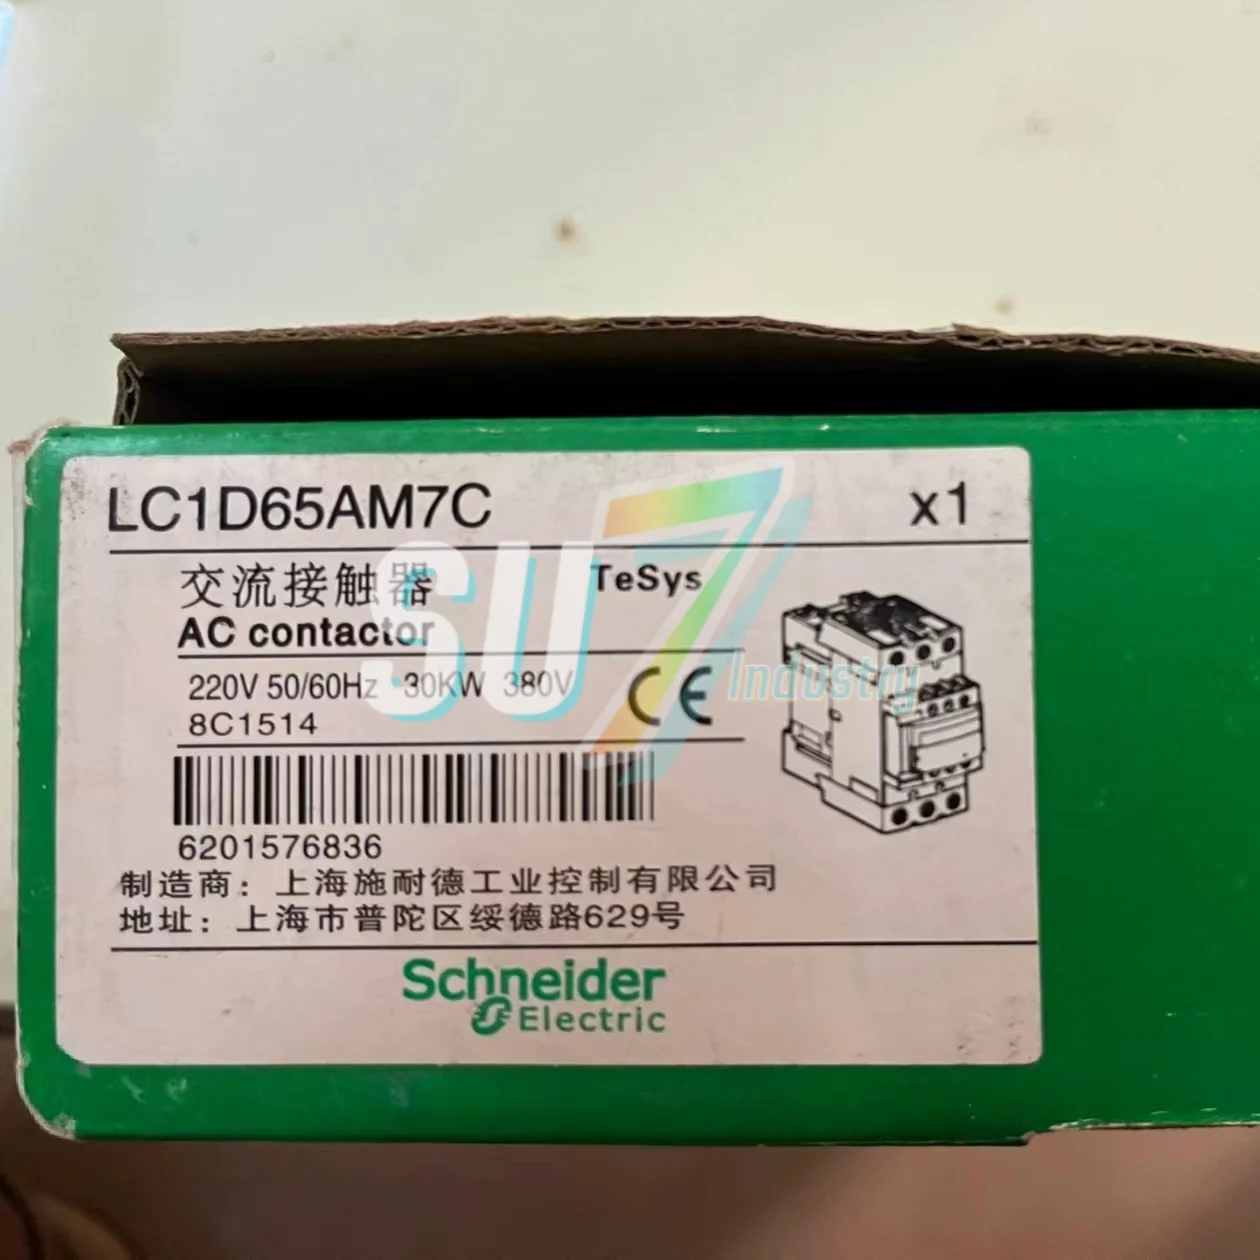 LC1D65AM7C x1
交流接触器 TeSys
AC contactor
220V 50/60Hz 30KW 380V CE
8C1514
6201576836
制造商：上海施耐德工业控制有限公司
地址：上海市普陀区绥德路629号
Schneider
Electric
SU7
Industry